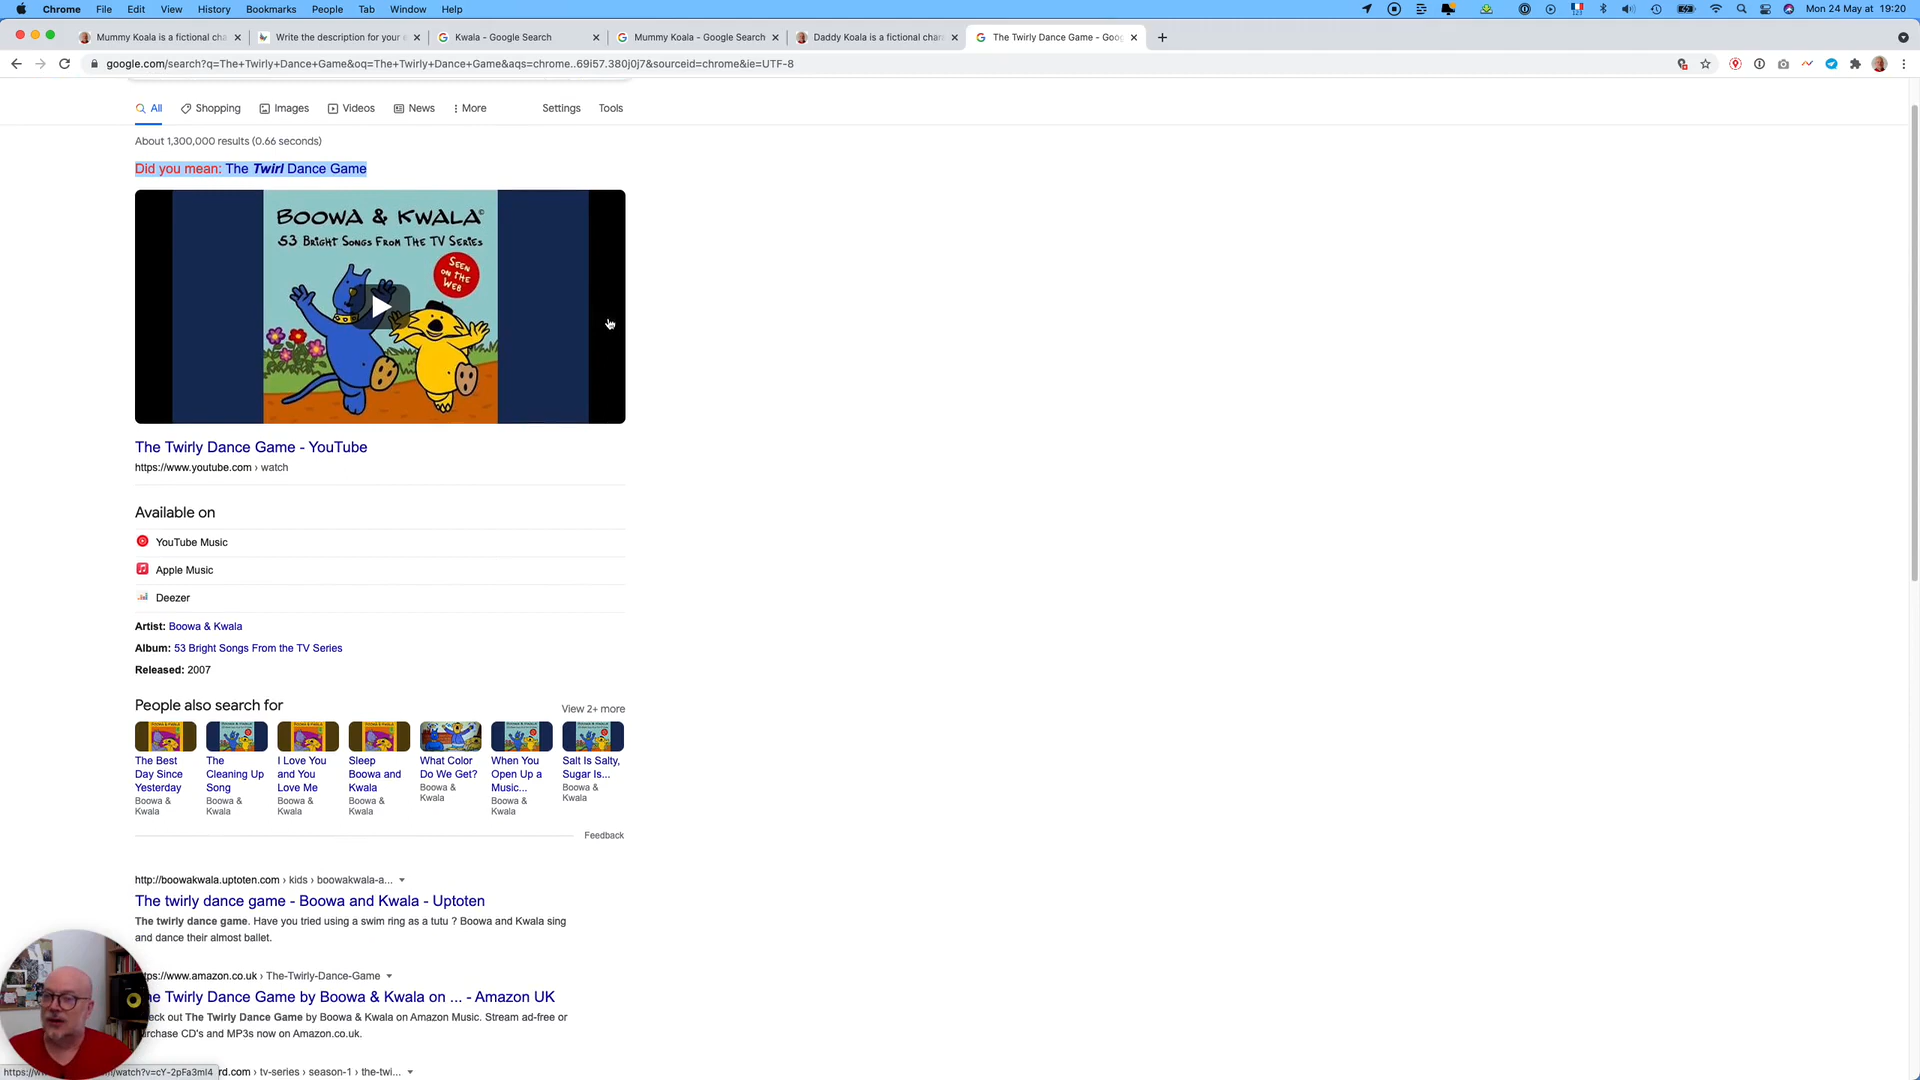 Chrome File Edit View History Bookmarks People Tab Window Help Mon 24 May at 19:20
Mummy Koala is a fictional cha Write the description for your e Kwala - Google Search Mummy Koala - Google Search Daddy Koala is a fictional char The Twirly Dance Game - Goo
google.com/search?q=The+Twirly+Dance+Game&oq=The+Twirly+Dance+Game&aqs=chrome..69i57.380j0j7&sourceid=chrome&ie=UTF-8
All Shopping Images Videos News More Settings Tools
About 1,300,000 results (0.66 seconds)
Did you mean: The Twirl Dance Game
BOOWA & KWALA©
53 BRIGHT SONGS FROM THE TV SERIES
SEEN
ON THE
WEB
The Twirly Dance Game - YouTube
https://www.youtube.com › watch
Available on
YouTube Music
Apple Music
Deezer
Artist: Boowa & Kwala
Album: 53 Bright Songs From the TV Series
Released: 2007
People also search for
View 2+ more
The Best Day Since Yesterday Boowa & Kwala
The Cleaning Up Song Boowa & Kwala
I Love You and You Love Me Boowa & Kwala
Sleep Boowa and Kwala Boowa & Kwala
What Color Do We Get? Boowa & Kwala
When You Open Up a Music... Boowa & Kwala
Salt Is Salty, Sugar Is... Boowa & Kwala
Feedback
http://boowakwala.uptoten.com › kids › boowakwala-a...
The twirly dance game - Boowa and Kwala - Uptoten
The twirly dance game. Have you tried using a swim ring as a tutu ? Boowa and Kwala sing
and dance their almost ballet.
ps://www.amazon.co.uk › The-Twirly-Dance-Game
he Twirly Dance Game by Boowa & Kwala on ... - Amazon UK
eck out The Twirly Dance Game by Boowa & Kwala on Amazon Music. Stream ad-free or
urchase CD's and MP3s now on Amazon.co.uk.
https://w m/watch?v=cY-2pFa3mI4 rd.com › tv-series › season-1 › the-twi...